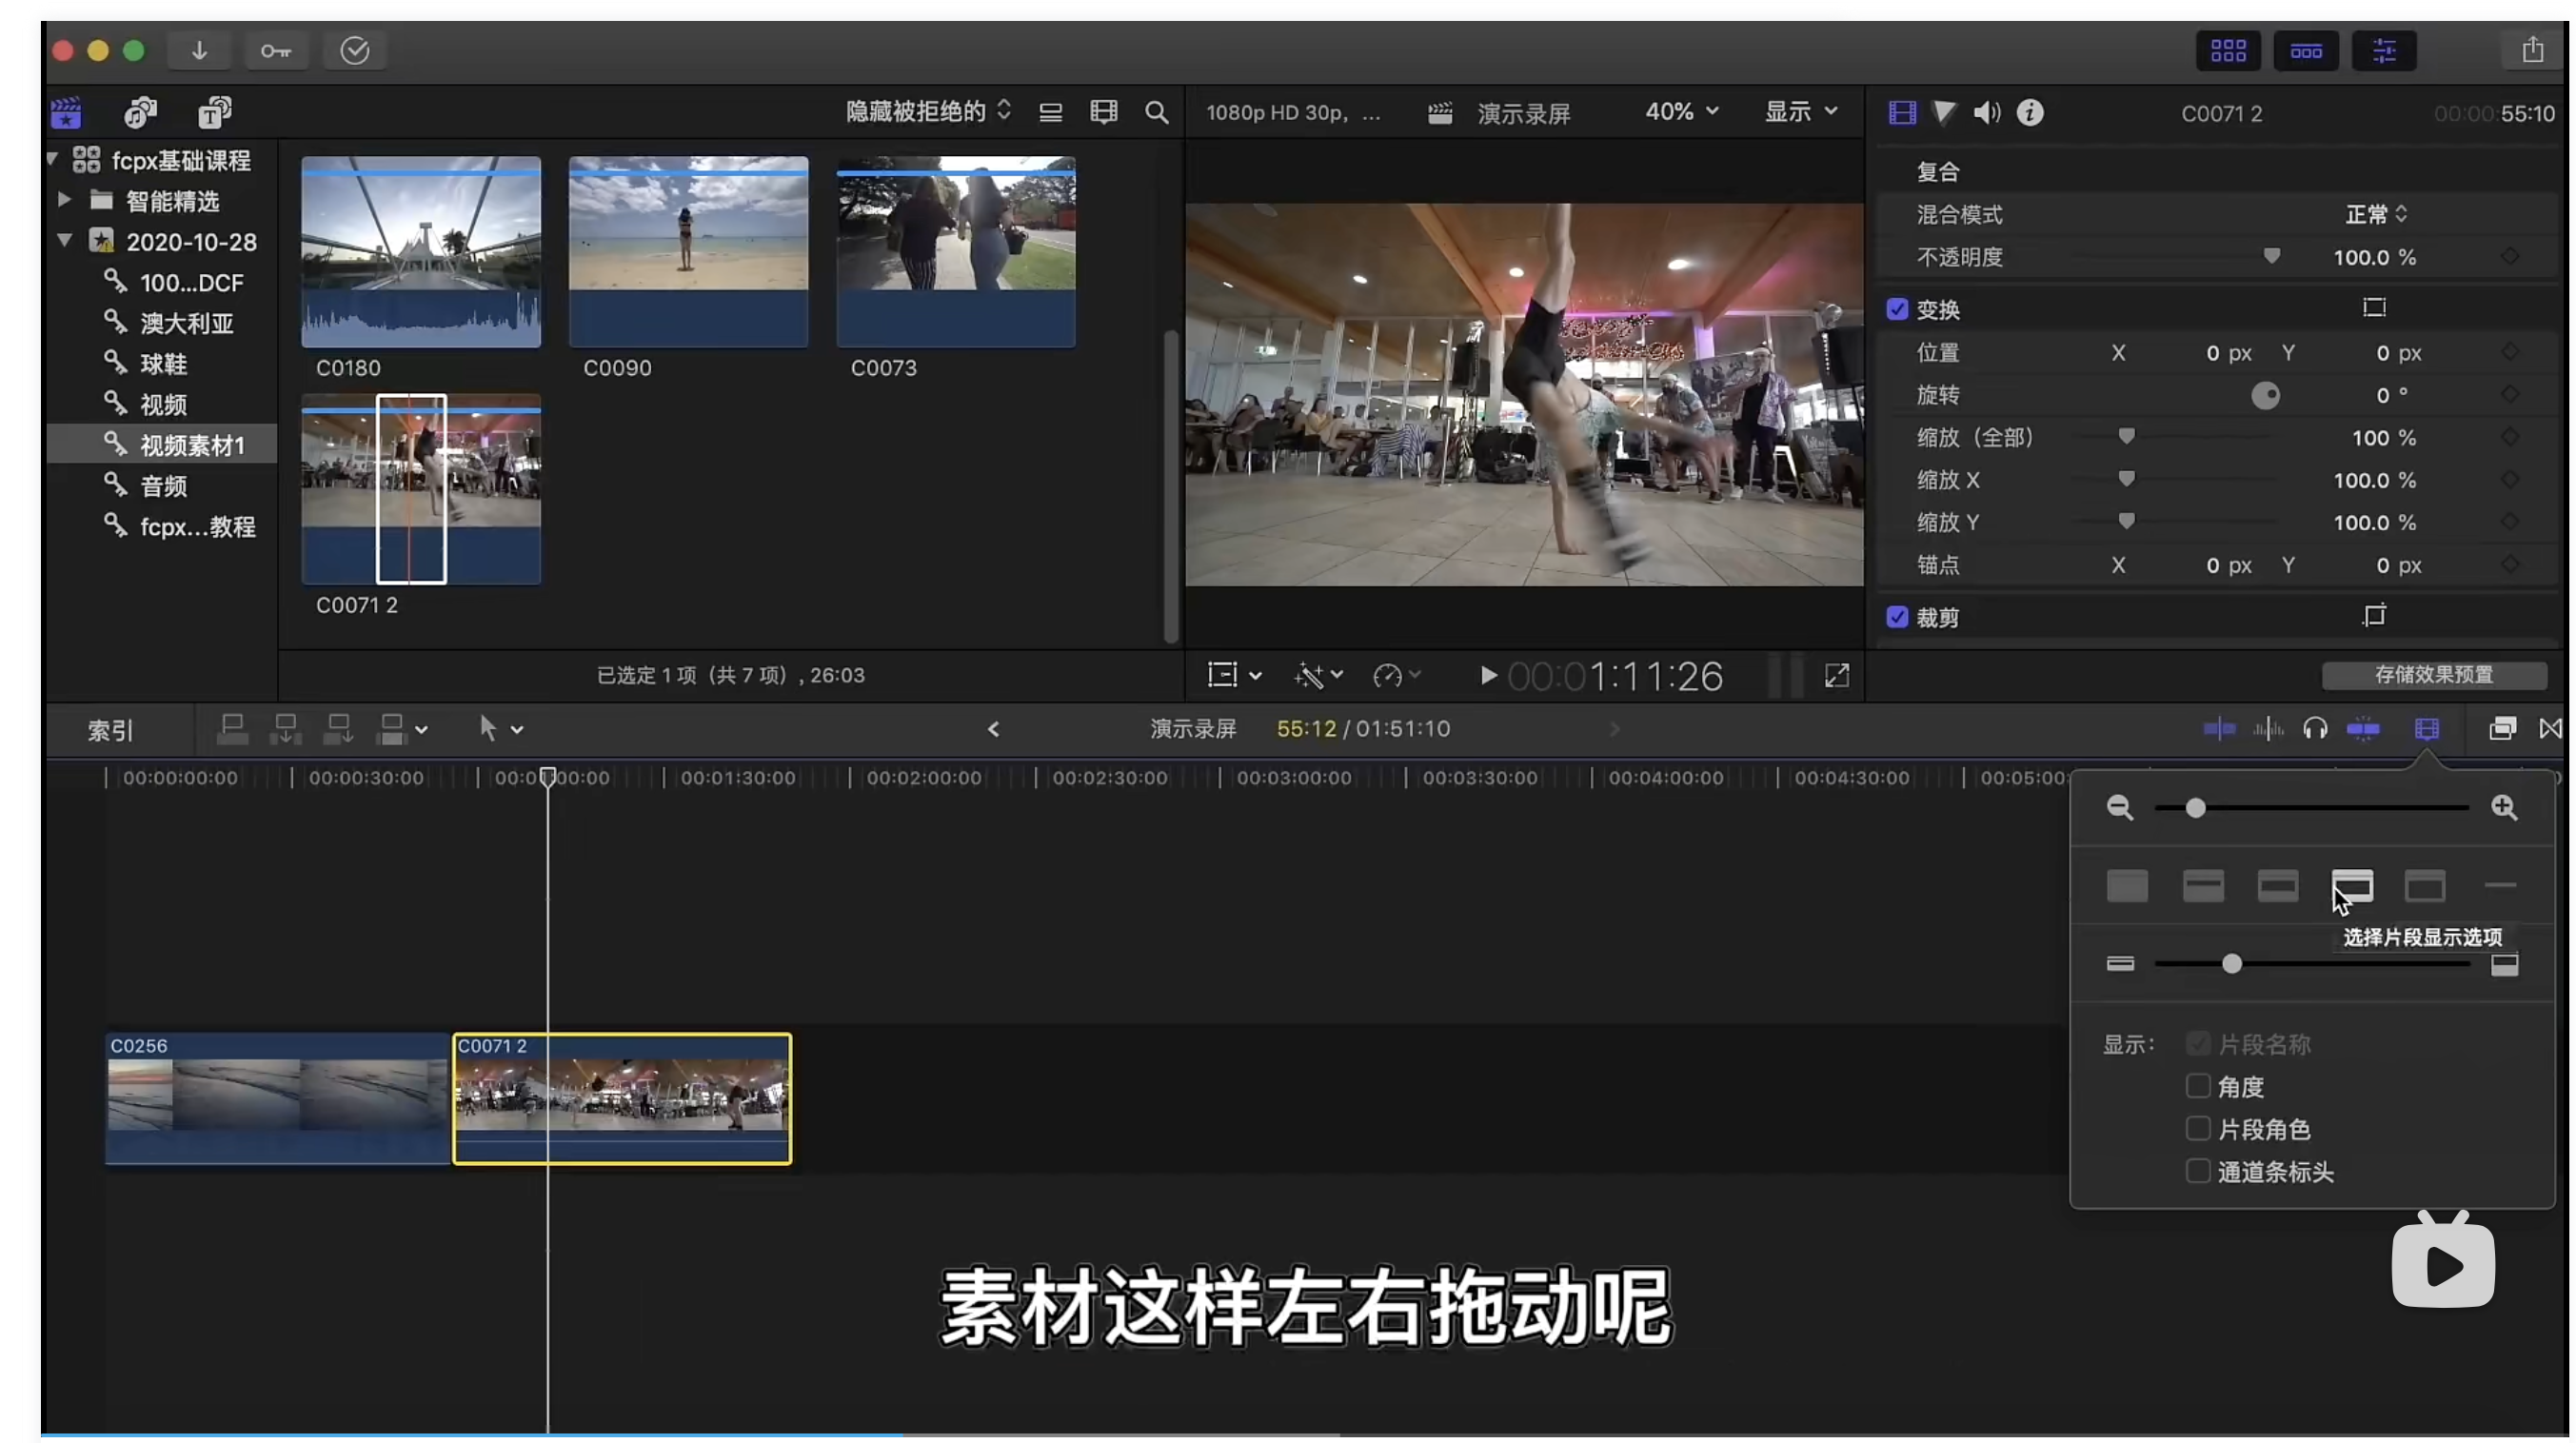 隐藏被拒绝的
1080p HD 30p, ...
演示录屏
40%
显示
C0071 2
00:00:55:10
fcpx基础课程
智能精选
2020-10-28
100...DCF
澳大利亚
球鞋
视频
视频素材1
音频
fcpx...教程
C0180
C0090
C0073
C0071 2
已选定 1 项（共 7 项）, 26:03
00:01:11:26
复合
混合模式 正常
不透明度 100.0 %
变换
位置 X 0 px Y 0 px
旋转 0 °
缩放（全部） 100 %
缩放 X 100.0 %
缩放 Y 100.0 %
锚点 X 0 px Y 0 px
裁剪
存储效果预置
索引
演示录屏 55:12 / 01:51:10
00:00:00:00 00:00:30:00 00:01:00:00 00:01:30:00 00:02:00:00 00:02:30:00 00:03:00:00 00:03:30:00 00:04:00:00 00:04:30:00 00:05:00:
选择片段显示选项
显示：
片段名称
角度
片段角色
通道条标头
C0256
C0071 2
素材这样左右拖动呢